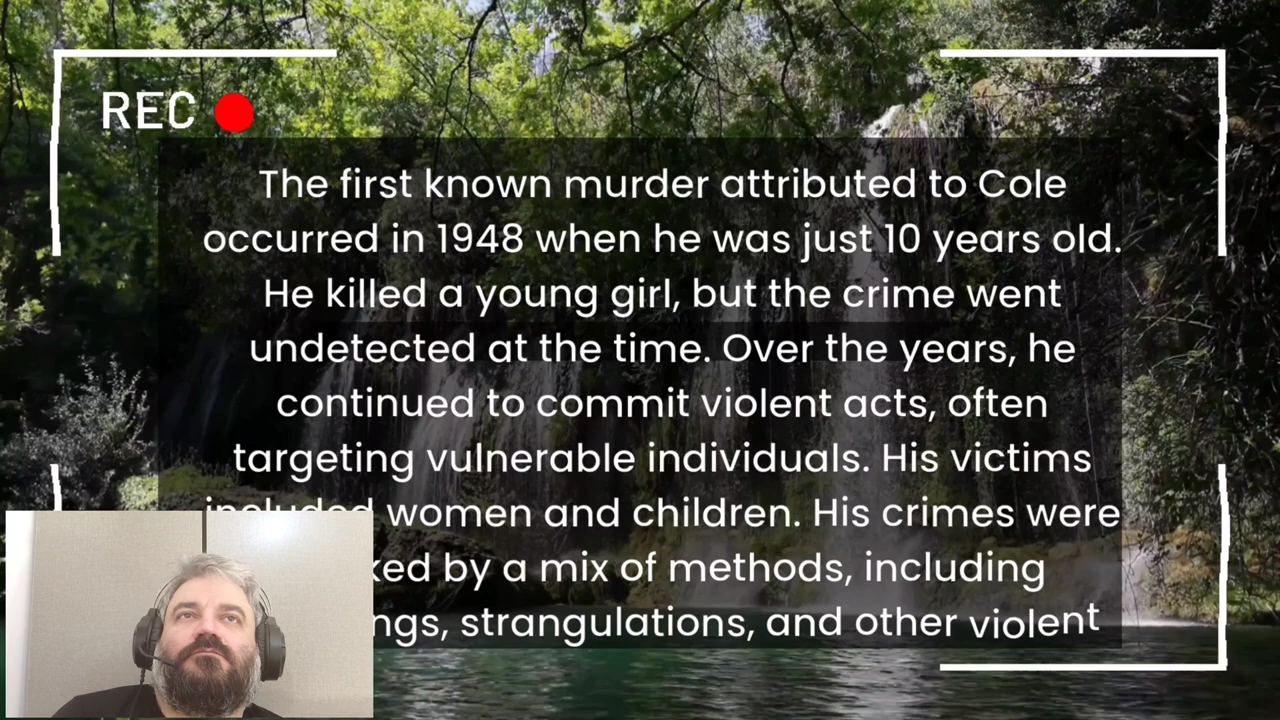 REC
The first known murder attributed to Cole
occurred in 1948 when he was just 10 years old.
He killed a young girl, but the crime went
undetected at the time. Over the years, he
continued to commit violent acts, often
targeting vulnerable individuals. His victims
included women and children. His crimes were
by a mix of methods, including
strangulations, and other violent